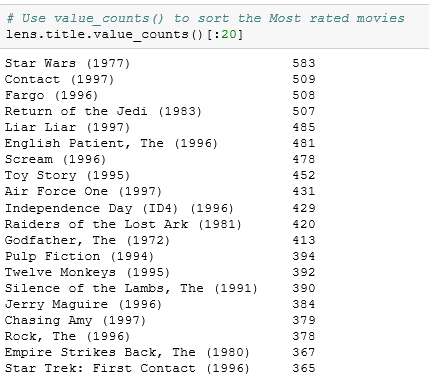 # Use value_counts() to sort the Most rated movies
lens.title.value_counts()[:20]
Star Wars (1977) 583
Contact (1997) 509
Fargo (1996) 508
Return of the Jedi (1983) 507
Liar Liar (1997) 485
English Patient, The (1996) 481
Scream (1996) 478
Toy Story (1995) 452
Air Force One (1997) 431
Independence Day (ID4) (1996) 429
Raiders of the Lost Ark (1981) 420
Godfather, The (1972) 413
Pulp Fiction (1994) 394
Twelve Monkeys (1995) 392
Silence of the Lambs, The (1991) 390
Jerry Maguire (1996) 384
Chasing Amy (1997) 379
Rock, The (1996) 378
Empire Strikes Back, The (1980) 367
Star Trek: First Contact (1996) 365